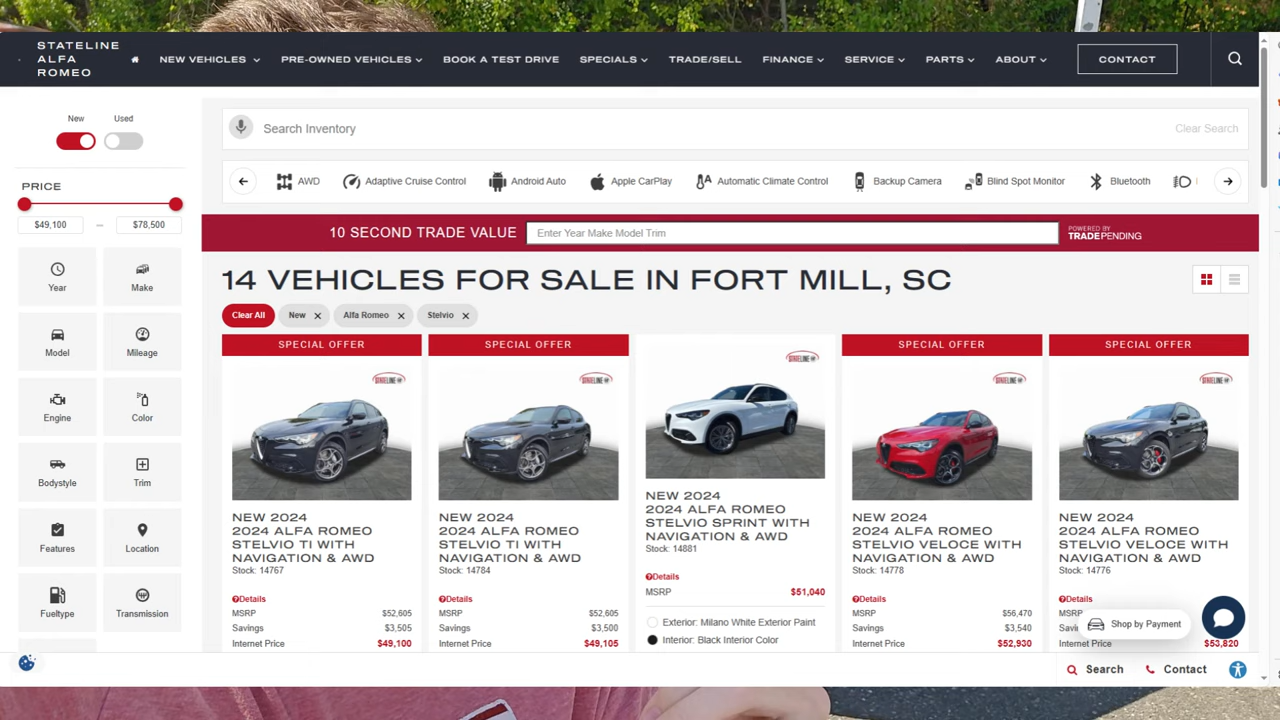 STATELINE
ALFA
ROMEO
NEW VEHICLES
PRE-OWNED VEHICLES
BOOK A TEST DRIVE
SPECIALS
TRADE/SELL
FINANCE
SERVICE
PARTS
ABOUT
CONTACT
New
Used
Search Inventory
Clear Search
PRICE
$49,100
$78,500
AWD
Adaptive Cruise Control
Android Auto
Apple CarPlay
Automatic Climate Control
Backup Camera
Blind Spot Monitor
Bluetooth
10 SECOND TRADE VALUE
Enter Year Make Model Trim
POWERED BY
TRADEPENDING
Year
Make
Model
Mileage
Engine
Color
Bodystyle
Trim
Features
Location
Fueltype
Transmission
14 VEHICLES FOR SALE IN FORT MILL, SC
Clear All
New
Alfa Romeo
Stelvio
SPECIAL OFFER
STATELINE
NEW 2024
2024 ALFA ROMEO
STELVIO TI WITH
NAVIGATION & AWD
Stock: 14767
Details
MSRP $52,605
Savings $3,505
Internet Price $49,100
SPECIAL OFFER
STATELINE
NEW 2024
2024 ALFA ROMEO
STELVIO TI WITH
NAVIGATION & AWD
Stock: 14784
Details
MSRP $52,605
Savings $3,500
Internet Price $49,105
STATELINE
NEW 2024
2024 ALFA ROMEO
STELVIO SPRINT WITH
NAVIGATION & AWD
Stock: 14881
Details
MSRP $51,040
Exterior: Milano White Exterior Paint
Interior: Black Interior Color
SPECIAL OFFER
STATELINE
NEW 2024
2024 ALFA ROMEO
STELVIO VELOCE WITH
NAVIGATION & AWD
Stock: 14778
Details
MSRP $56,470
Savings $3,540
Internet Price $52,930
SPECIAL OFFER
STATELINE
NEW 2024
2024 ALFA ROMEO
STELVIO VELOCE WITH
NAVIGATION & AWD
Stock: 14776
Details
MSRP
Internet Price $53,820
Shop by Payment
Search
Contact